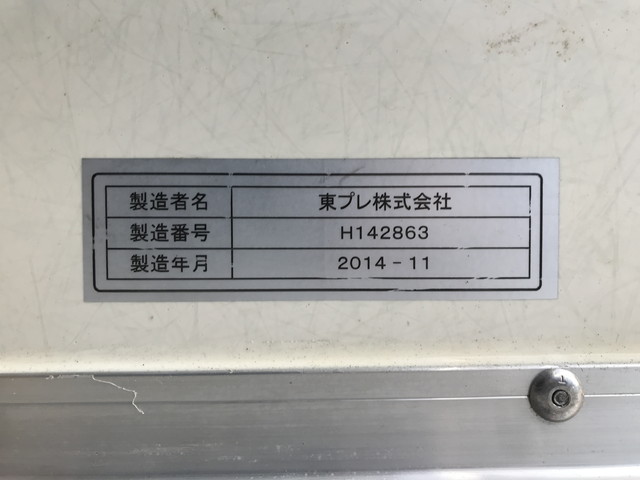 製造者名 東プレ株式会社
製造番号 H142863
製造年月 2014-11